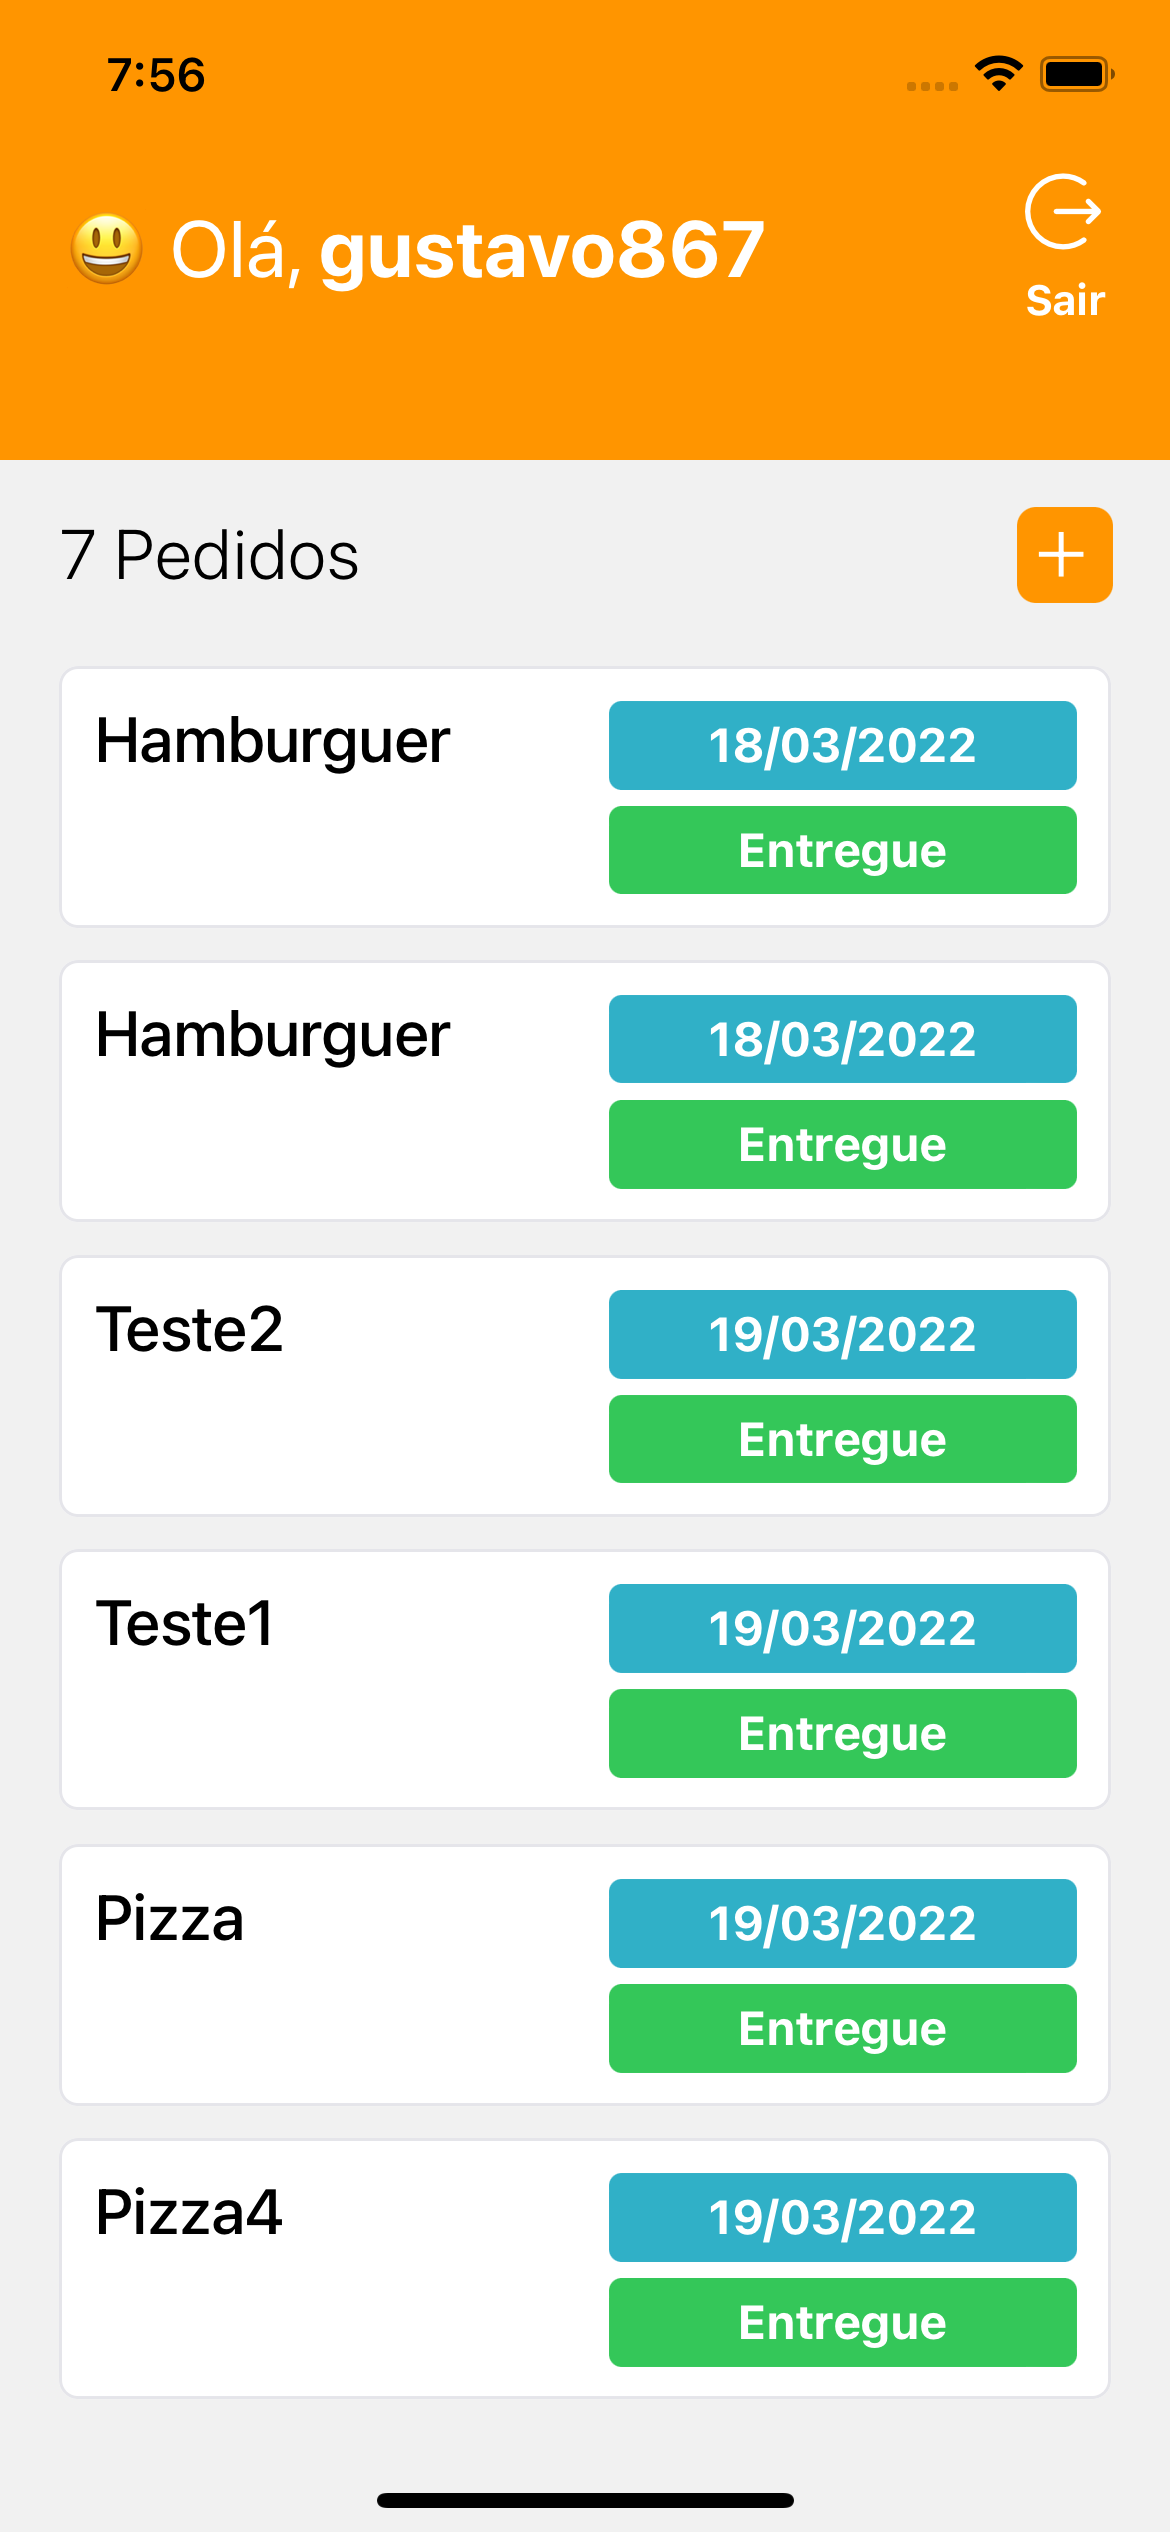 7:56
😃 Olá, gustavo867
Sair
7 Pedidos
Hamburguer
18/03/2022
Entregue
Hamburguer
18/03/2022
Entregue
Teste2
19/03/2022
Entregue
Teste1
19/03/2022
Entregue
Pizza
19/03/2022
Entregue
Pizza4
19/03/2022
Entregue